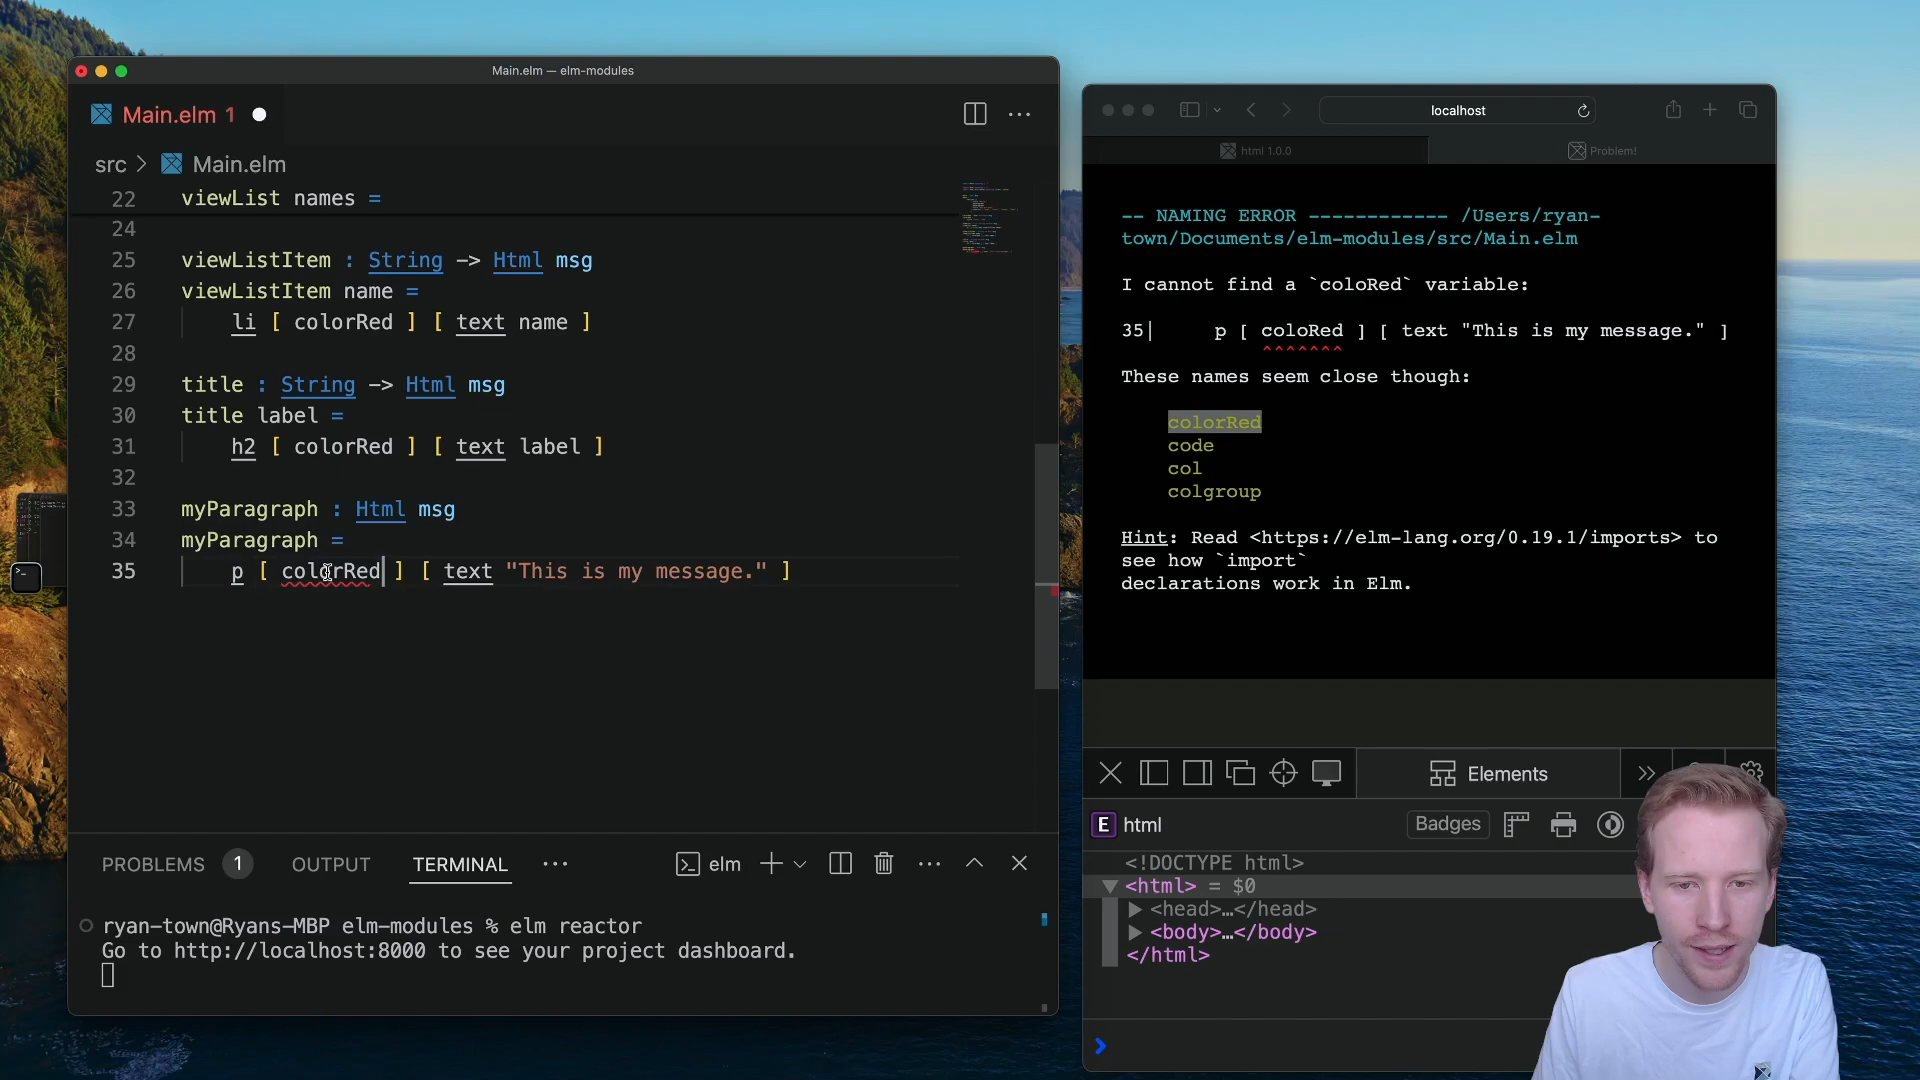 Main.elm — elm-modules
Main.elm 1
src > Main.elm
22 viewList names =
24
25 viewListItem : String -> Html msg
26 viewListItem name =
27 li [ colorRed ] [ text name ]
28
29 title : String -> Html msg
30 title label =
31 h2 [ colorRed ] [ text label ]
32
33 myParagraph : Html msg
34 myParagraph =
35 p [ colorRed ] [ text "This is my message." ]
PROBLEMS 1 OUTPUT TERMINAL ··· elm
ryan-town@Ryans-MBP elm-modules % elm reactor
Go to http://localhost:8000 to see your project dashboard.
localhost
html 1.0.0 Problem!
-- NAMING ERROR ------------ /Users/ryan-
town/Documents/elm-modules/src/Main.elm
I cannot find a `coloRed` variable:
35| p [ coloRed ] [ text "This is my message." ]
^^^^^^^
These names seem close though:
colorRed
code
col
colgroup
Hint: Read <https://elm-lang.org/0.19.1/imports> to
see how `import`
declarations work in Elm.
Elements
E html Badges
<!DOCTYPE html>
<html> = $0
<head>…</head>
<body>…</body>
</html>